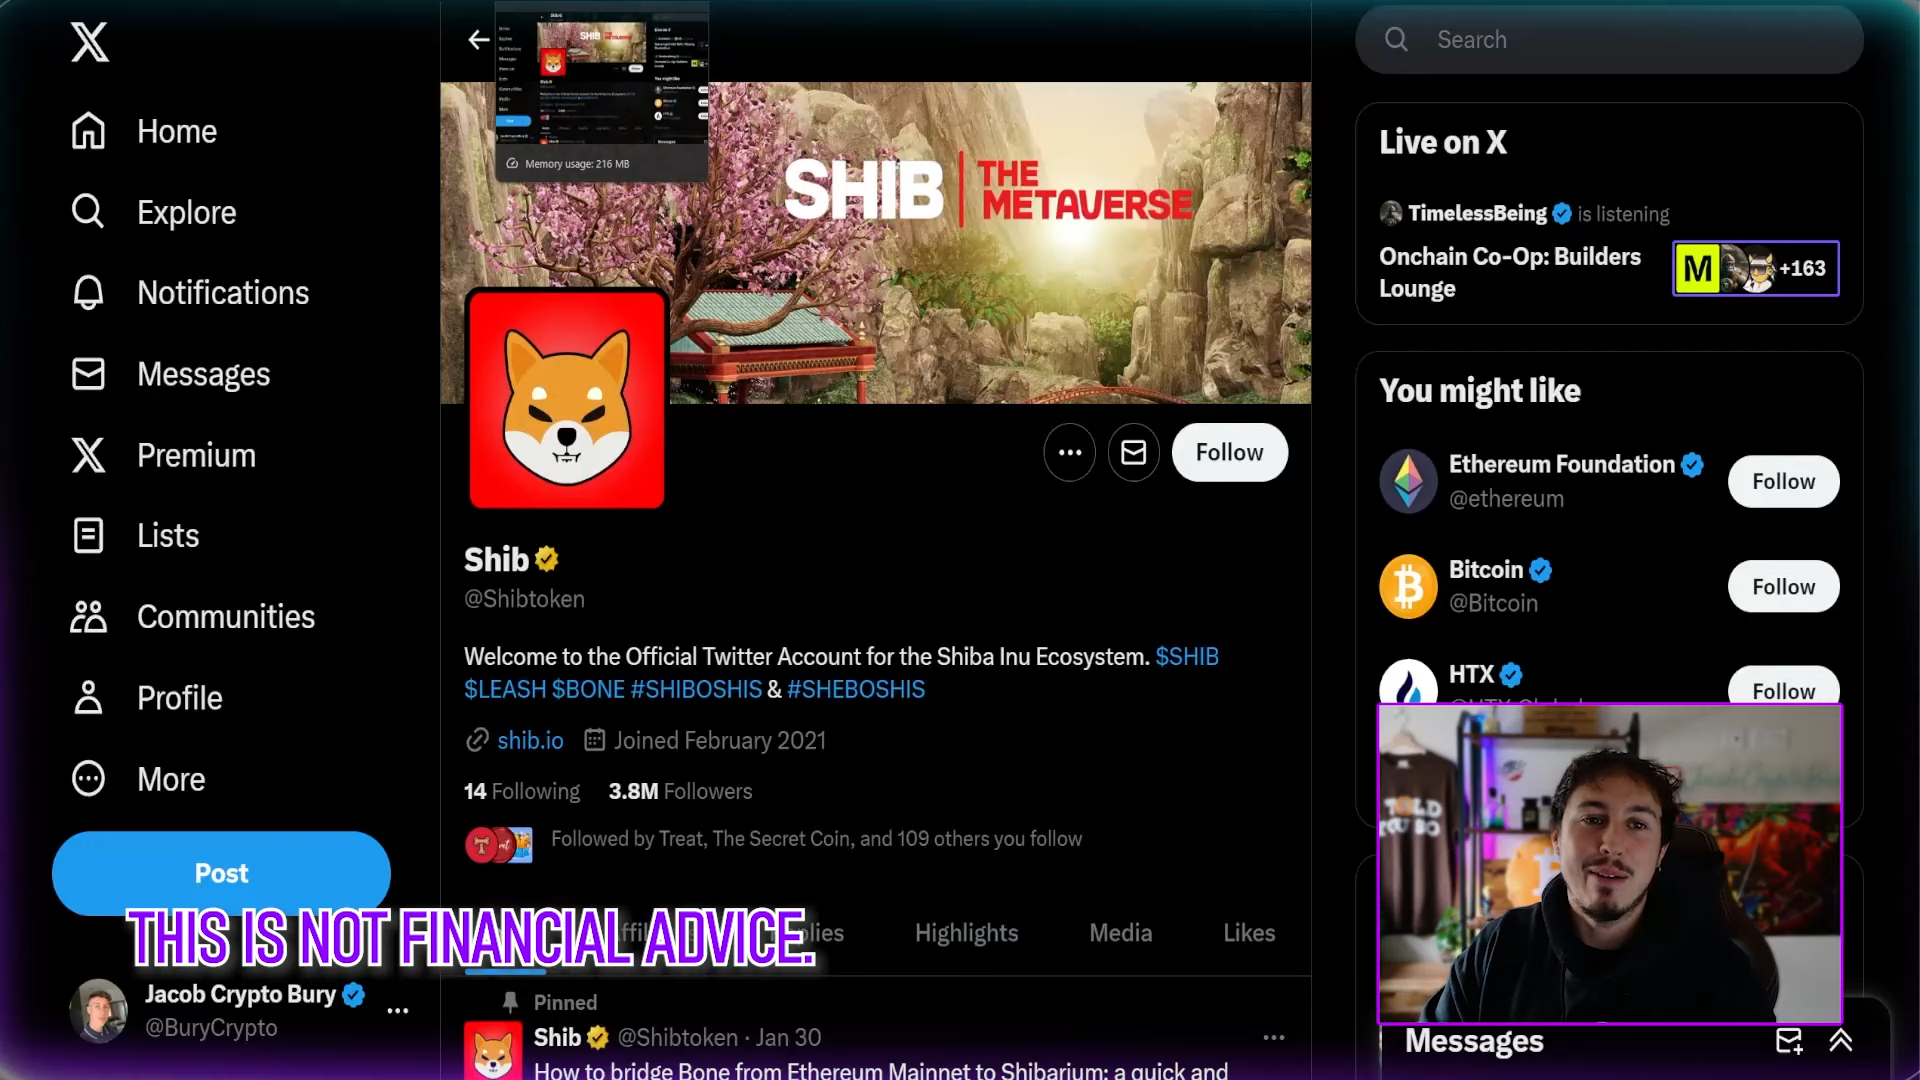 Home
Explore
Notifications
Messages
Premium
Lists
Communities
Profile
More
Post
Jacob Crypto Bury
@BuryCrypto
Memory usage: 216 MB
SHIB THE METAVERSE
Follow
Shib
@Shibtoken
Welcome to the Official Twitter Account for the Shiba Inu Ecosystem. $SHIB
$LEASH $BONE #SHIBOSHIS & #SHEBOSHIS
shib.io Joined February 2021
14 Following 3.8M Followers
Followed by Treat, The Secret Coin, and 109 others you follow
Highlights Media Likes
THIS IS NOT FINANCIAL ADVICE.
Pinned
Shib @Shibtoken · Jan 30
How to bridge Bone from Ethereum Mainnet to Shibarium: a quick and
Search
Live on X
TimelessBeing is listening
Onchain Co-Op: Builders
Lounge
M +163
You might like
Ethereum Foundation
@ethereum
Follow
Bitcoin
@Bitcoin
Follow
HTX
Follow
TOLD
YOU SO
Messages